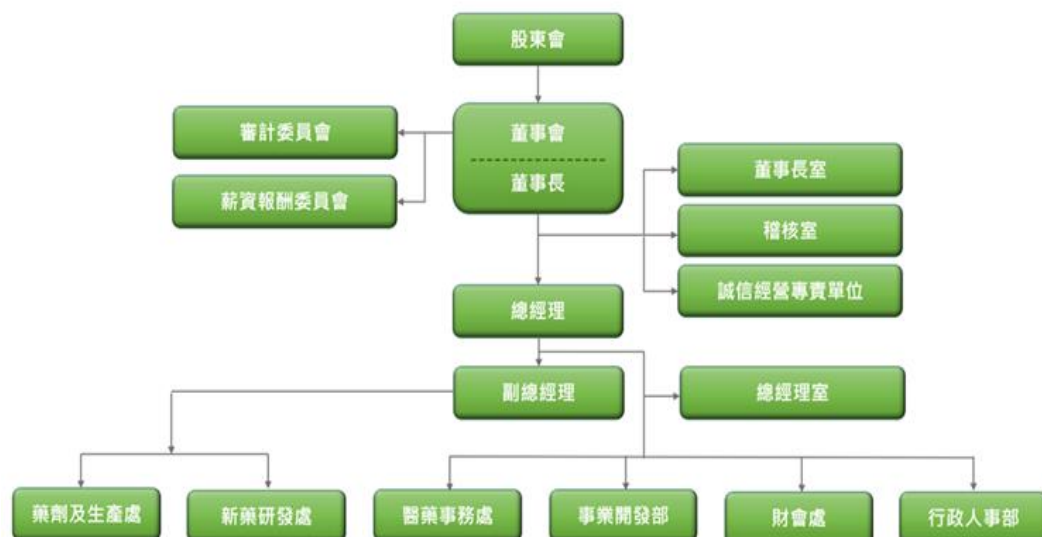 股東會
董事會
董事長
審計委員會
薪資報酬委員會
董事長室
稽核室
誠信經營專責單位
總經理
副總經理
總經理室
藥劑及生產處
新藥研發處
醫藥事務處
事業開發部
財會處
行政人事部